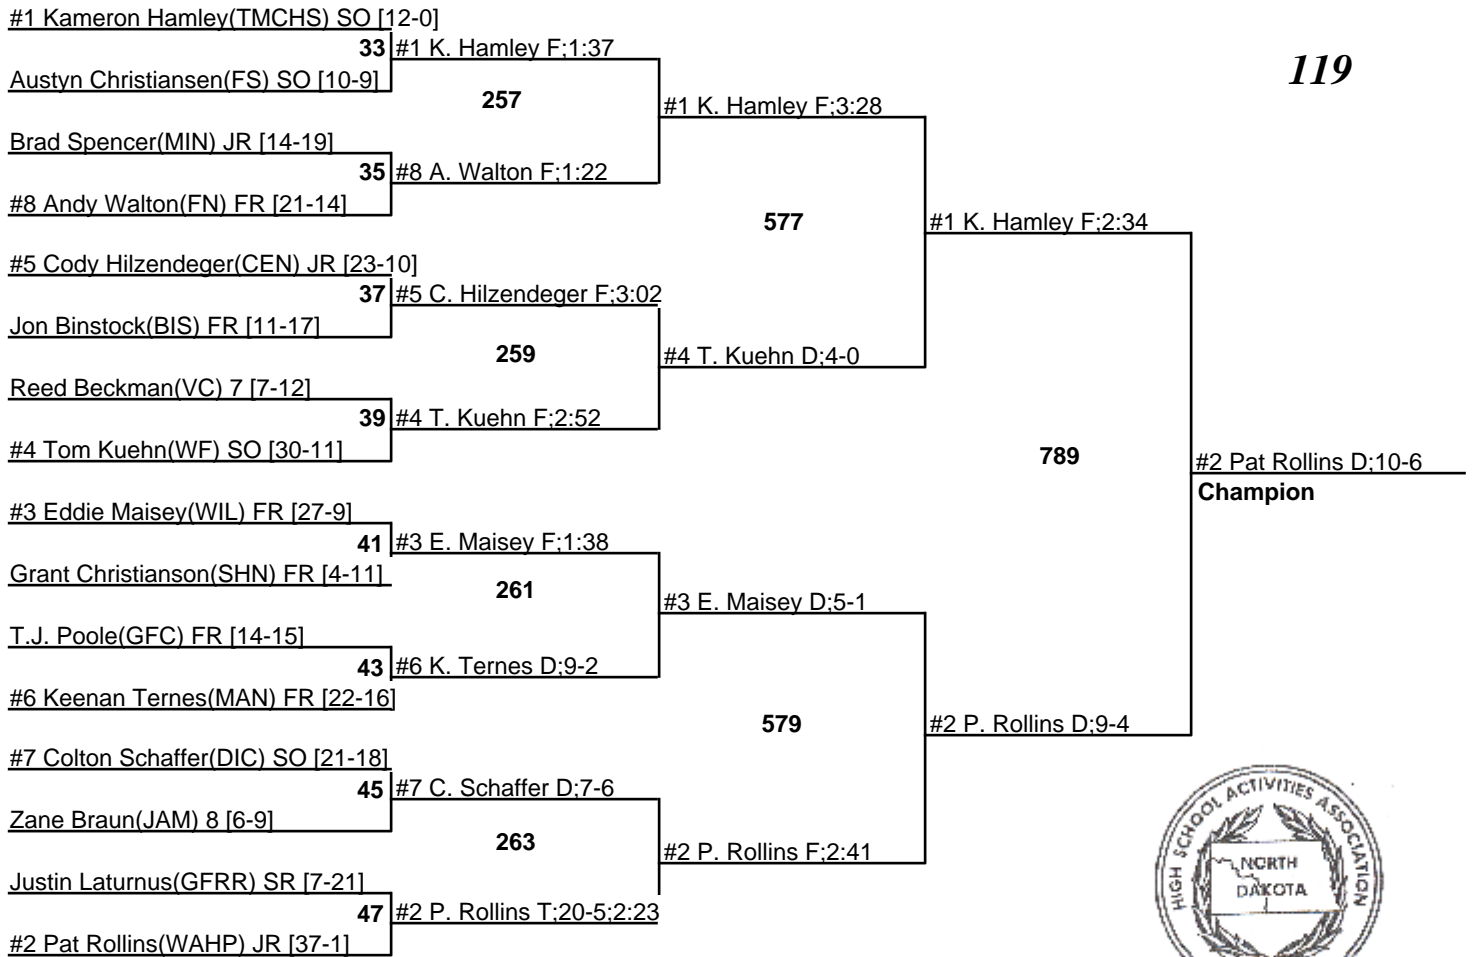 #1 Kameron Hamley(TMCHS) SO [12-0]
33 #1 K. Hamley F;1:37
119
Austyn Christiansen(FS) SO [10-9]
257
#1 K. Hamley F;3:28
Brad Spencer(MIN) JR [14-19]
35 #8 A. Walton F;1:22
#8 Andy Walton(FN) FR [21-14]
577
#1 K. Hamley F;2:34
#5 Cody Hilzendeger(CEN) JR [23-10]
37 #5 C. Hilzendeger F;3:02
Jon Binstock(BIS) FR [11-17]
259
#4 T. Kuehn D;4-0
Reed Beckman(VC) 7 [7-12]
39 #4 T. Kuehn F;2:52
#4 Tom Kuehn(WF) SO [30-11]
789
#2 Pat Rollins D;10-6
Champion
#3 Eddie Maisey(WIL) FR [27-9]
41 #3 E. Maisey F;1:38
Grant Christianson(SHN) FR [4-11]
261
#3 E. Maisey D;5-1
T.J. Poole(GFC) FR [14-15]
43 #6 K. Ternes D;9-2
#6 Keenan Ternes(MAN) FR [22-16]
579
#2 P. Rollins D;9-4
#7 Colton Schaffer(DIC) SO [21-18]
45 #7 C. Schaffer D;7-6
Zane Braun(JAM) 8 [6-9]
263
#2 P. Rollins F;2:41
Justin Laturnus(GFRR) SR [7-21]
47 #2 P. Rollins T;20-5;2:23
#2 Pat Rollins(WAHP) JR [37-1]
HIGH SCHOOL ACTIVITIES ASSOCIATION
NORTH
DAKOTA